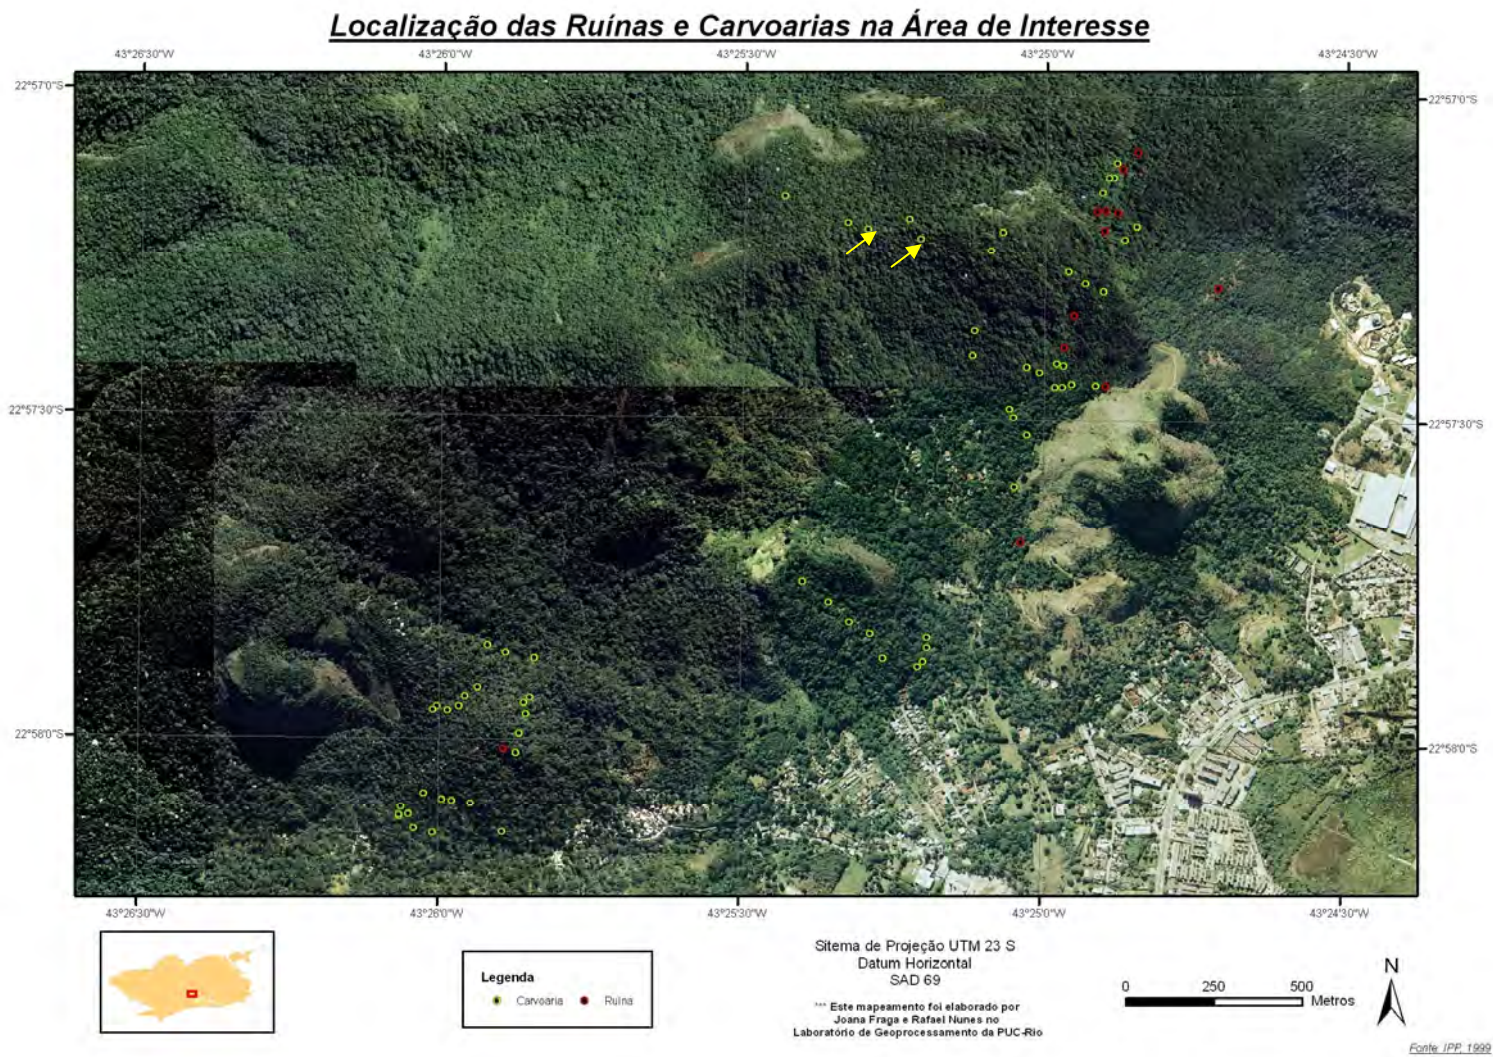 Localização das Ruínas e Carvoarias na Área de Interesse
43°26'30"W 43°26'0"W 43°25'30"W 43°25'0"W 43°24'30"W
22°57'0"S 22°57'0"S
22°57'30"S 22°57'30"S
22°58'0"S 22°58'0"S
43°26'30"W 43°26'0"W 43°25'30"W 43°25'0"W 43°24'30"W
Legenda
Carvoaria Ruína
Sitema de Projeção UTM 23 S
Datum Horizontal
SAD 69
*** Este mapeamento foi elaborado por
Joana Fraga e Rafael Nunes no
Laboratório de Geoprocessamento da PUC-Rio
0 250 500
Metros
N
Fonte: IPP, 1999